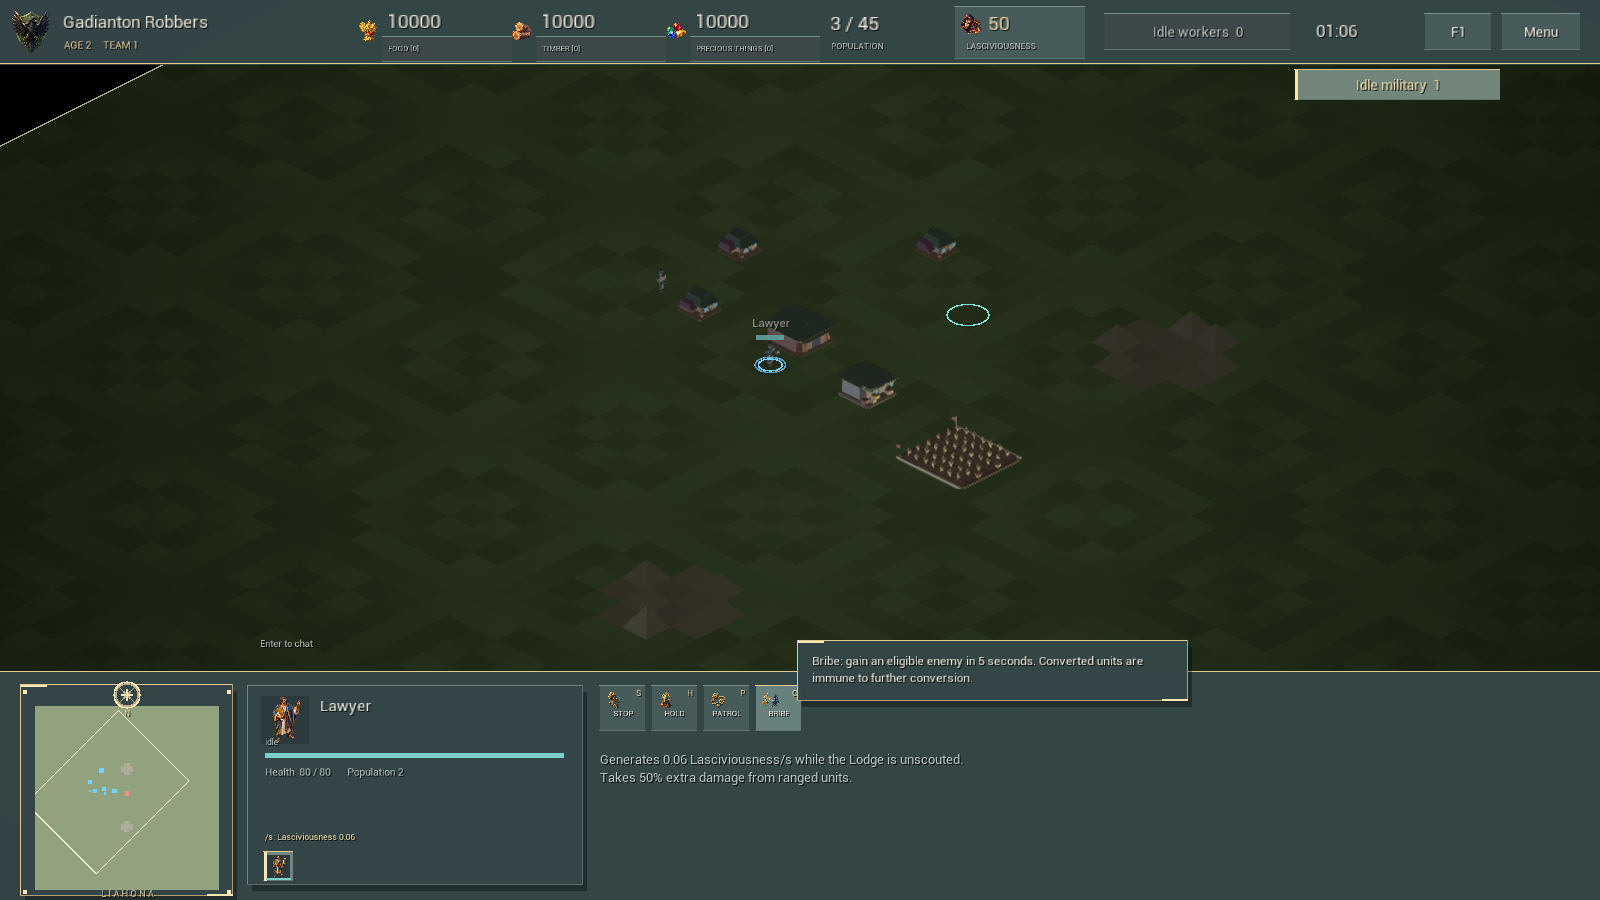 Gadianton Robbers
AGE 2 TEAM 1
10000
FOOD [0]
10000
TIMBER [0]
10000
PRECIOUS THINGS [0]
3 / 45
POPULATION
50
LASCIVIOUSNESS
Idle workers 0
01:06
F1
Menu
Idle military 1
Lawyer
Enter to chat
Bribe: gain an eligible enemy in 5 seconds. Converted units are
immune to further conversion.
N
LIAHONA
Lawyer
idle
Health 80 / 80 Population 2
/s: Lasciviousness 0.06
S
STOP
H
HOLD
P
PATROL
BRIBE
Generates 0.06 Lasciviousness/s while the Lodge is unscouted.
Takes 50% extra damage from ranged units.